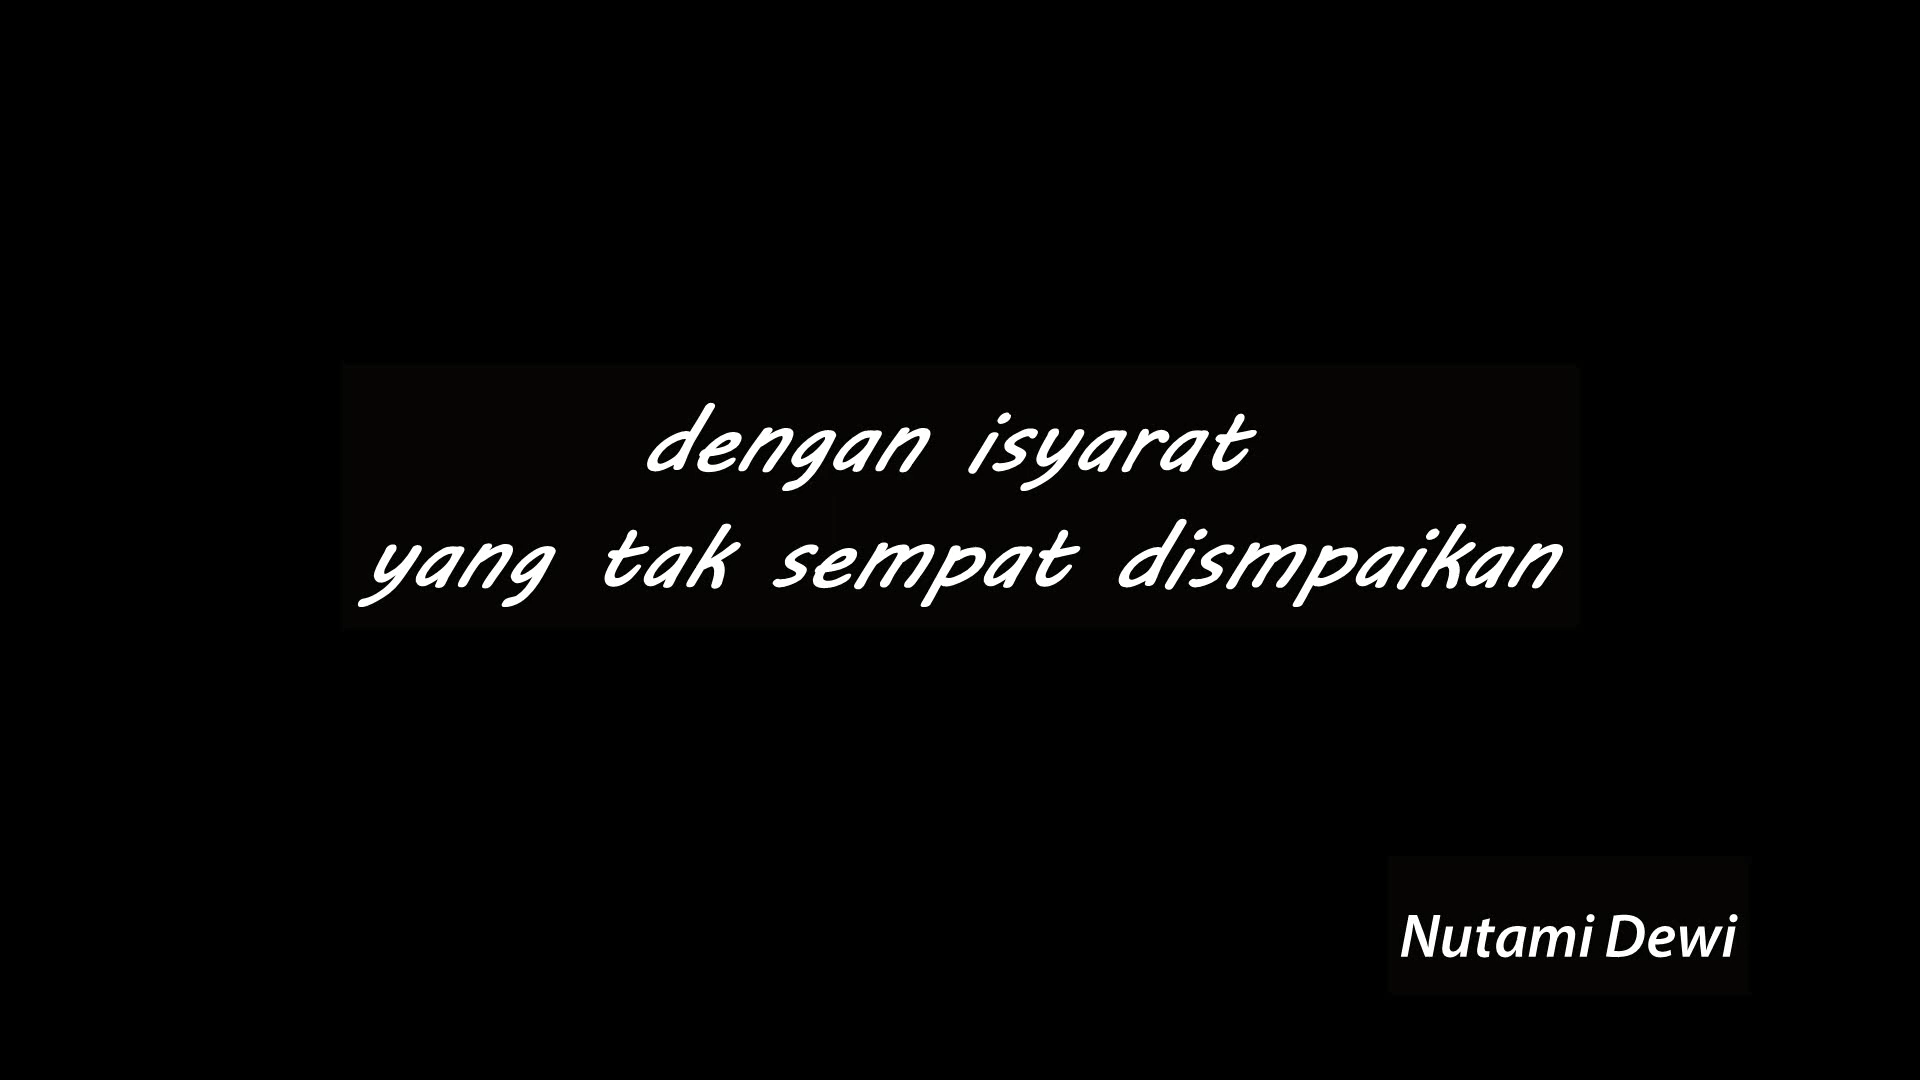 dengan isyarat
yang tak sempat dismpaikan
Nutami Dewi